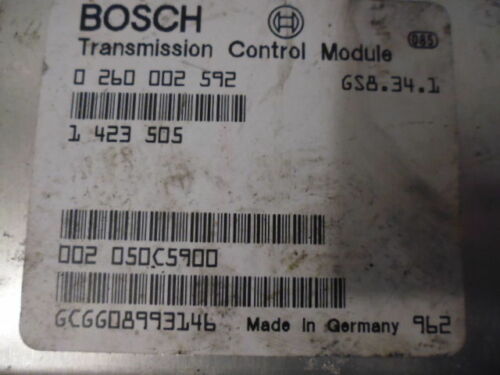 BOSCH
Transmission Control Module 085
0 260 002 592 GS8.34.1
1 423 505
002 050C5900
GCGG08993146 Made in Germany 962